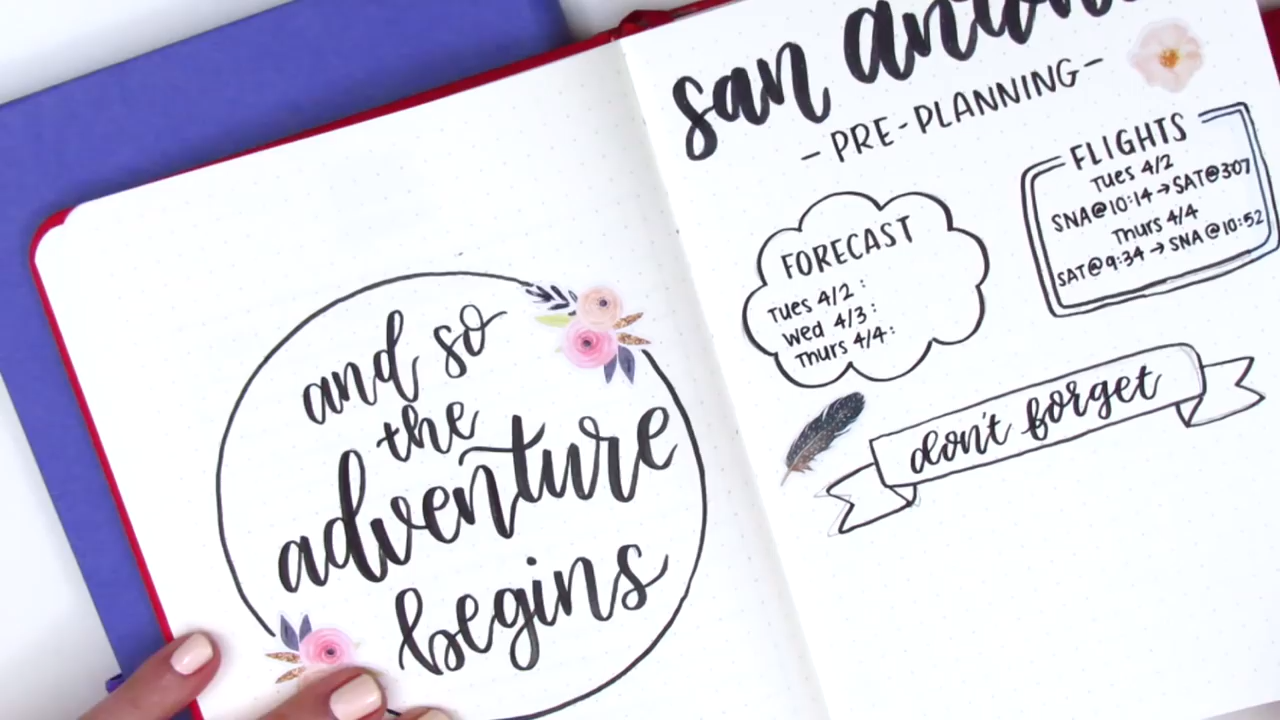 and so
the
adventure
begins
san anton
- PRE-PLANNING -
FORECAST
Tues 4/2 :
Wed 4/3 :
Thurs 4/4 :
FLIGHTS
Tues 4/2
SNA@10:14→SAT@3:07
Thurs 4/4
SAT@9:34→SNA@10:52
don't forget